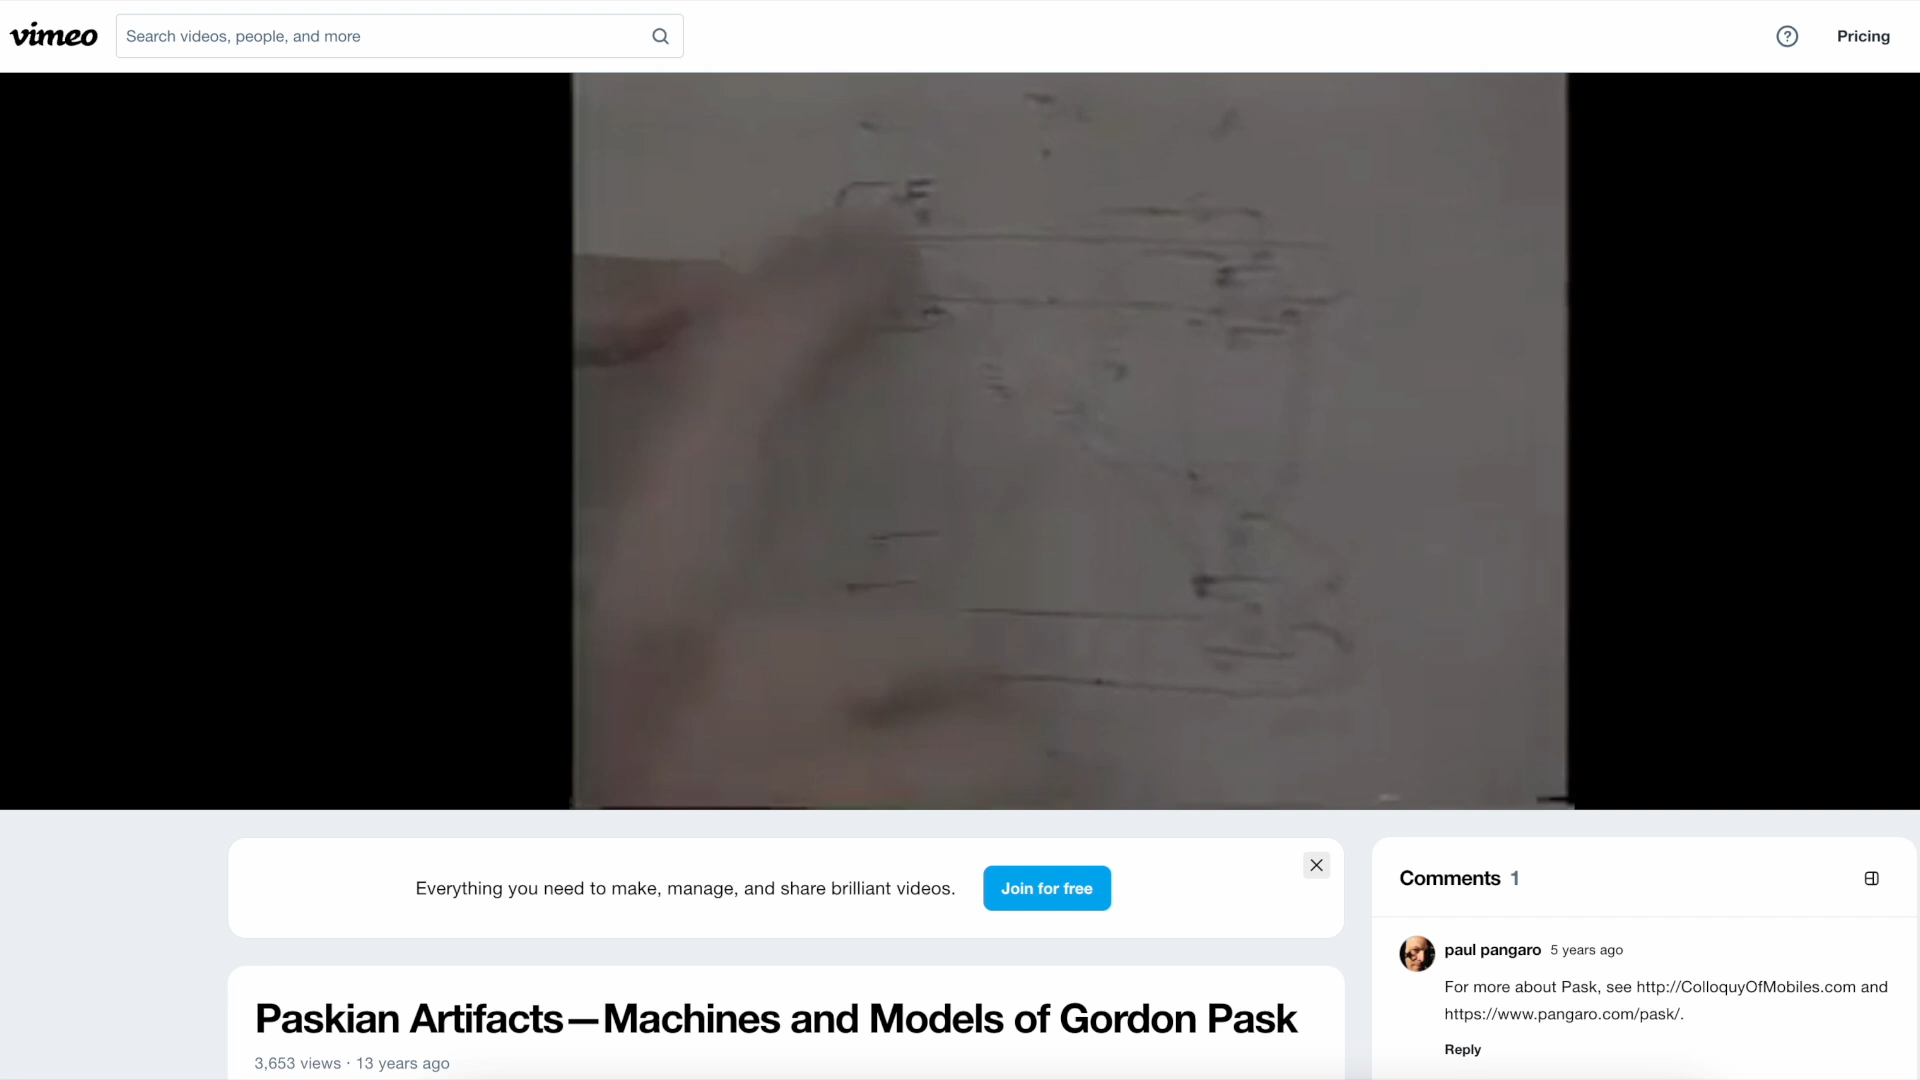 vimeo
Search videos, people, and more
Pricing
Everything you need to make, manage, and share brilliant videos.
Join for free
Paskian Artifacts—Machines and Models of Gordon Pask
3,653 views · 13 years ago
Comments 1
paul pangaro 5 years ago
For more about Pask, see http://ColloquyOfMobiles.com and
https://www.pangaro.com/pask/.
Reply